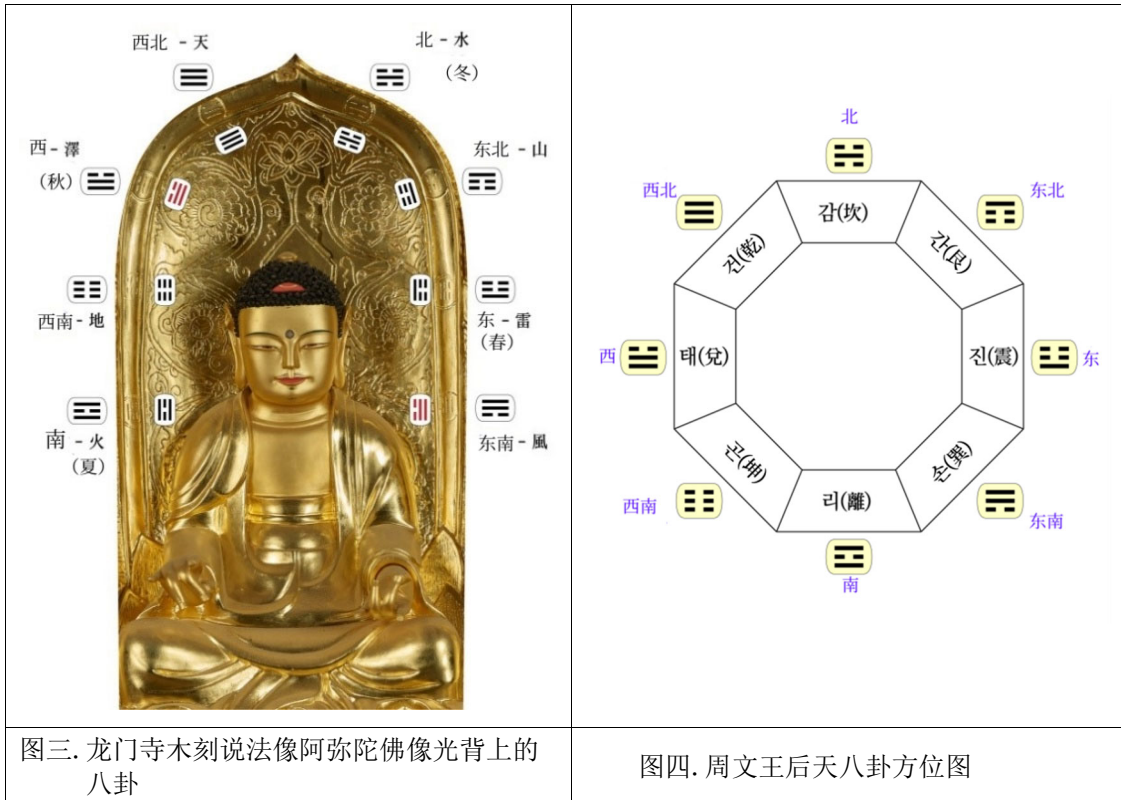 西北 - 天
北 - 水
（冬）
西 - 澤
（秋）
东北 - 山
西南 - 地
东 - 雷
（春）
南 - 火
（夏）
东南 - 風
图三. 龙门寺木刻说法像阿弥陀佛像光背上的
八卦
北
西北
东北
감(坎)
건(乾)
간(艮)
西
태(兌)
진(震)
东
곤(坤)
손(巽)
西南
리(離)
东南
南
图四. 周文王后天八卦方位图